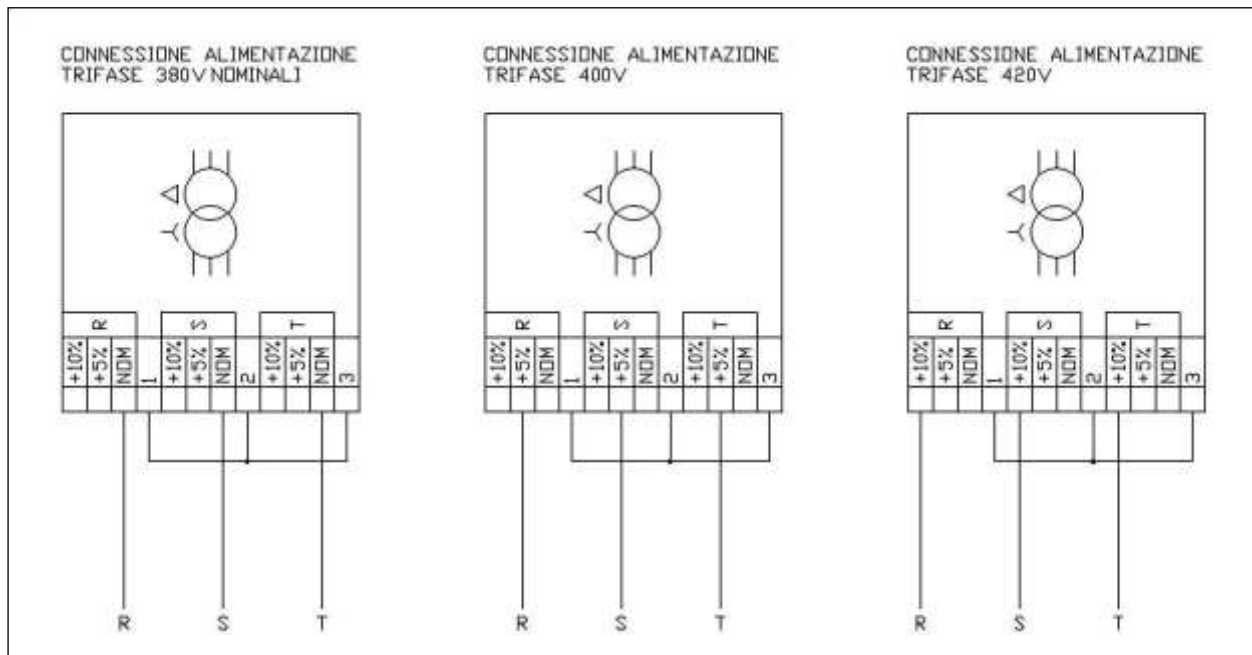 CONNESSIONE ALIMENTAZIONE
TRIFASE 380V NOMINALI
R
S
T
+10%
+5%
NOM
1
+10%
+5%
NOM
2
+10%
+5%
NOM
3
R
S
T
CONNESSIONE ALIMENTAZIONE
TRIFASE 400V
R
S
T
+10%
+5%
NOM
1
+10%
+5%
NOM
2
+10%
+5%
NOM
3
R
S
T
CONNESSIONE ALIMENTAZIONE
TRIFASE 420V
R
S
T
+10%
+5%
NOM
1
+10%
+5%
NOM
2
+10%
+5%
NOM
3
R
S
T